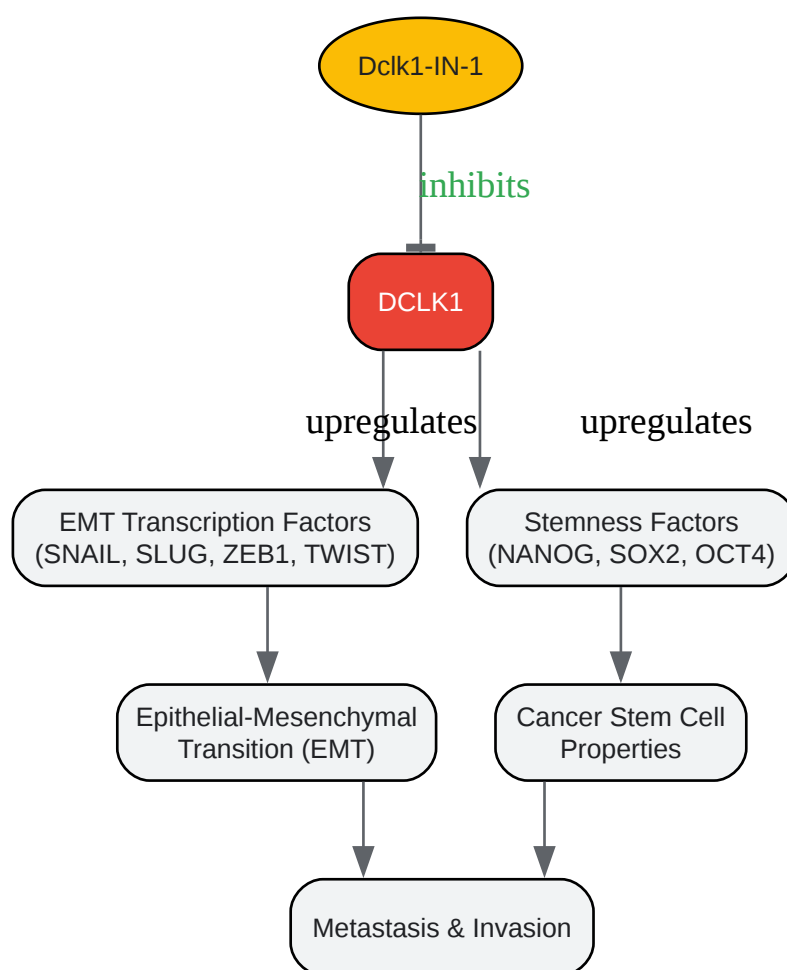 Dclk1-IN-1
inhibits
DCLK1
upregulates
upregulates
EMT Transcription Factors
(SNAIL, SLUG, ZEB1, TWIST)
Stemness Factors
(NANOG, SOX2, OCT4)
Epithelial-Mesenchymal
Transition (EMT)
Cancer Stem Cell
Properties
Metastasis & Invasion